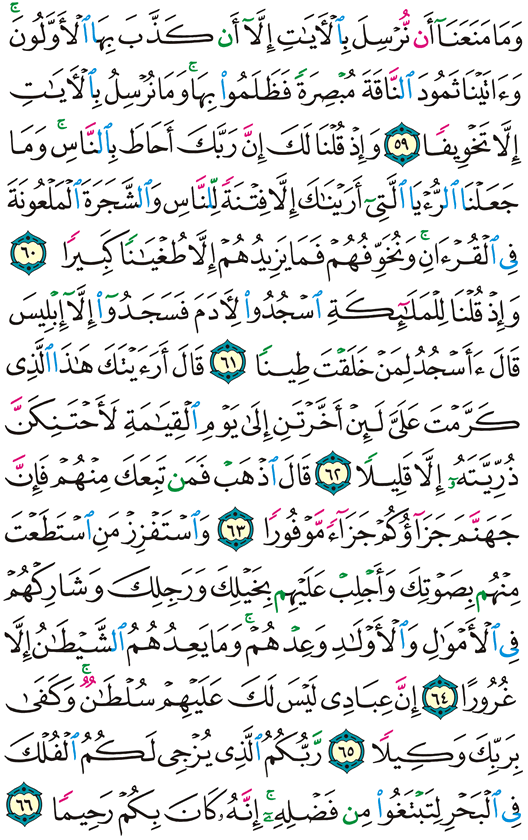 وَمَا مَنَعَنَآ أَن نُّرْسِلَ بِٱلْـَٔايَـٰتِ إِلَّآ أَن كَذَّبَ بِهَا ٱلْأَوَّلُونَ ۚ
وَءَاتَيْنَا ثَمُودَ ٱلنَّاقَةَ مُبْصِرَةً فَظَلَمُوا۟ بِهَا ۚ وَمَا نُرْسِلُ بِٱلْـَٔايَـٰتِ
إِلَّا تَخْوِيفًا ٥٩ وَإِذْ قُلْنَا لَكَ إِنَّ رَبَّكَ أَحَاطَ بِٱلنَّاسِ ۚ وَمَا
جَعَلْنَا ٱلرُّءْيَا ٱلَّتِىٓ أَرَيْنَـٰكَ إِلَّا فِتْنَةً لِّلنَّاسِ وَٱلشَّجَرَةَ ٱلْمَلْعُونَةَ
فِى ٱلْقُرْءَانِ ۚ وَنُخَوِّفُهُمْ فَمَا يَزِيدُهُمْ إِلَّا طُغْيَـٰنًا كَبِيرًا ٦٠
وَإِذْ قُلْنَا لِلْمَلَـٰٓئِكَةِ ٱسْجُدُوا۟ لِـَٔادَمَ فَسَجَدُوٓا۟ إِلَّآ إِبْلِيسَ
قَالَ ءَأَسْجُدُ لِمَنْ خَلَقْتَ طِينًا ٦١ قَالَ أَرَءَيْتَكَ هَـٰذَا ٱلَّذِى
كَرَّمْتَ عَلَىَّ لَئِنْ أَخَّرْتَنِ إِلَىٰ يَوْمِ ٱلْقِيَـٰمَةِ لَأَحْتَنِكَنَّ
ذُرِّيَّتَهُۥٓ إِلَّا قَلِيلًا ٦٢ قَالَ ٱذْهَبْ فَمَن تَبِعَكَ مِنْهُمْ فَإِنَّ
جَهَنَّمَ جَزَآؤُكُمْ جَزَآءً مَّوْفُورًا ٦٣ وَٱسْتَفْزِزْ مَنِ ٱسْتَطَعْتَ
مِنْهُم بِصَوْتِكَ وَأَجْلِبْ عَلَيْهِم بِخَيْلِكَ وَرَجِلِكَ وَشَارِكْهُمْ
فِى ٱلْأَمْوَٰلِ وَٱلْأَوْلَـٰدِ وَعِدْهُمْ ۚ وَمَا يَعِدُهُمُ ٱلشَّيْطَـٰنُ إِلَّا
غُرُورًا ٦٤ إِنَّ عِبَادِى لَيْسَ لَكَ عَلَيْهِمْ سُلْطَـٰنٌ ۚ وَكَفَىٰ
بِرَبِّكَ وَكِيلًا ٦٥ رَّبُّكُمُ ٱلَّذِى يُزْجِى لَكُمُ ٱلْفُلْكَ
فِى ٱلْبَحْرِ لِتَبْتَغُوا۟ مِن فَضْلِهِۦٓ ۚ إِنَّهُۥ كَانَ بِكُمْ رَحِيمًا ٦٦